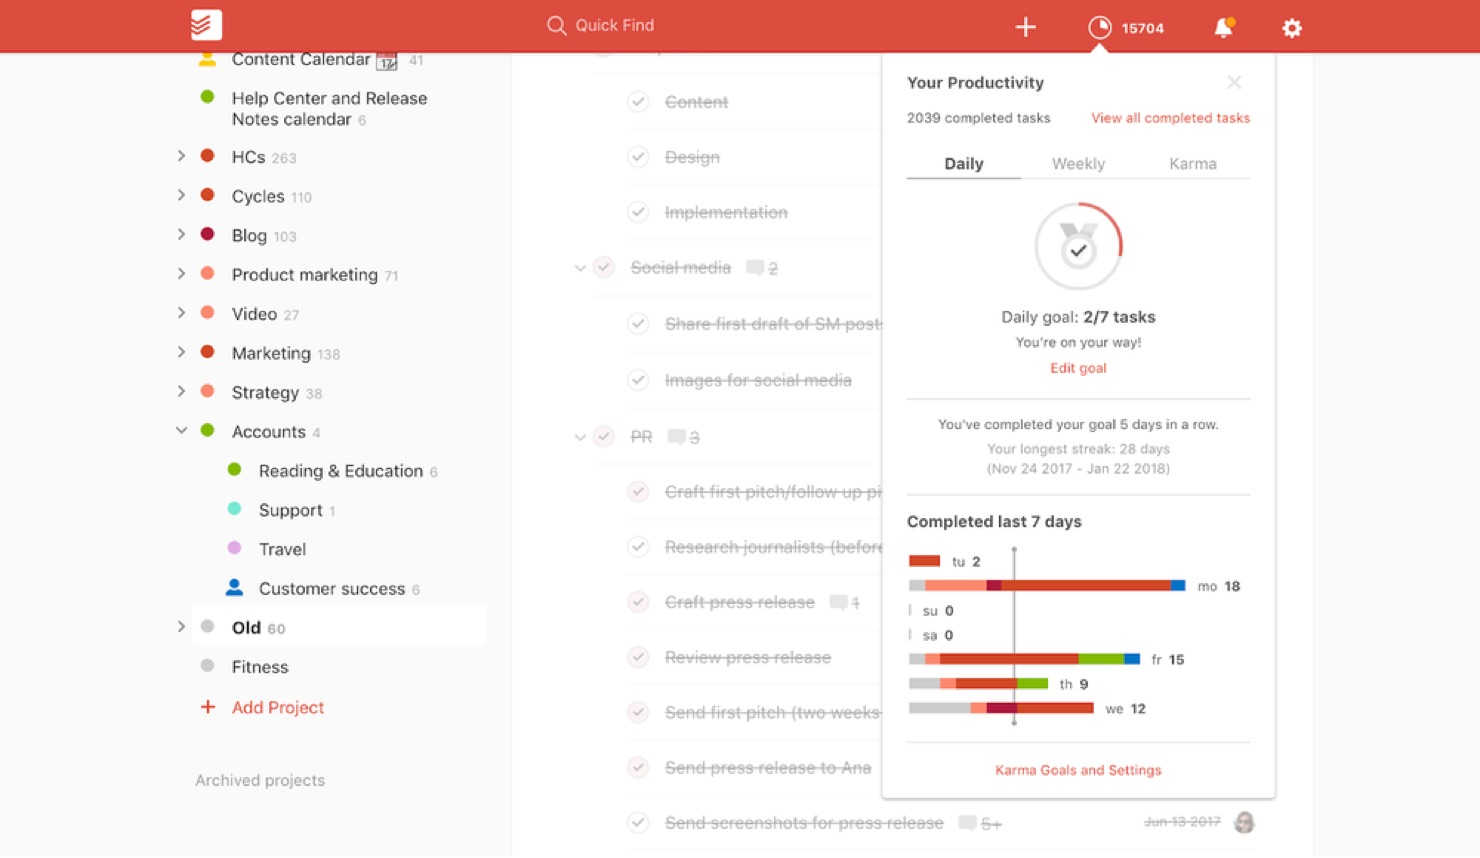 Quick Find
15704
Content Calendar 17 41
Help Center and Release
Notes calendar 6
HCs 263
Cycles 110
Blog 103
Product marketing 71
Video 27
Marketing 138
Strategy 38
Accounts 4
Reading & Education 6
Support 1
Travel
Customer success 6
Old 60
Fitness
Add Project
Archived projects
Content
Design
Implementation
Social media 2
Share first draft of SM posts
Images for social media
PR 3
Craft first pitch/follow up
Research journalists (before
Craft press release 1
Review press release
Send first pitch (two weeks
Send press release to Ana
Send screenshots for press release 5+
Jun 13 2017
Your Productivity
2039 completed tasks View all completed tasks
Daily Weekly Karma
Daily goal: 2/7 tasks
You're on your way!
Edit goal
You've completed your goal 5 days in a row.
Your longest streak: 28 days
(Nov 24 2017 - Jan 22 2018)
Completed last 7 days
tu 2
mo 18
su 0
sa 0
fr 15
th 9
we 12
Karma Goals and Settings